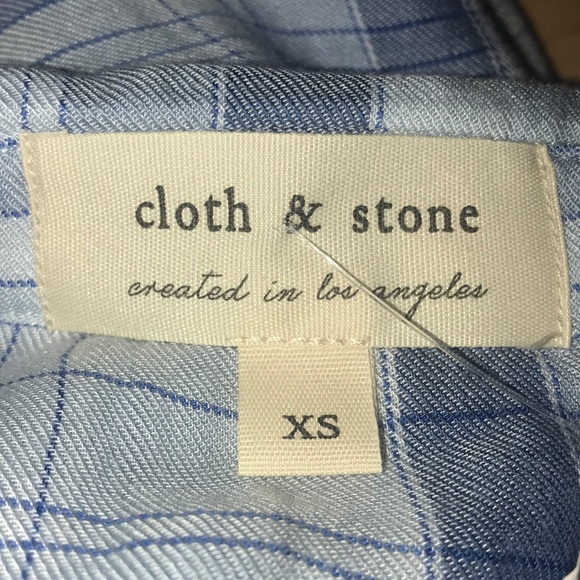 cloth & stone
created in los angeles
XS